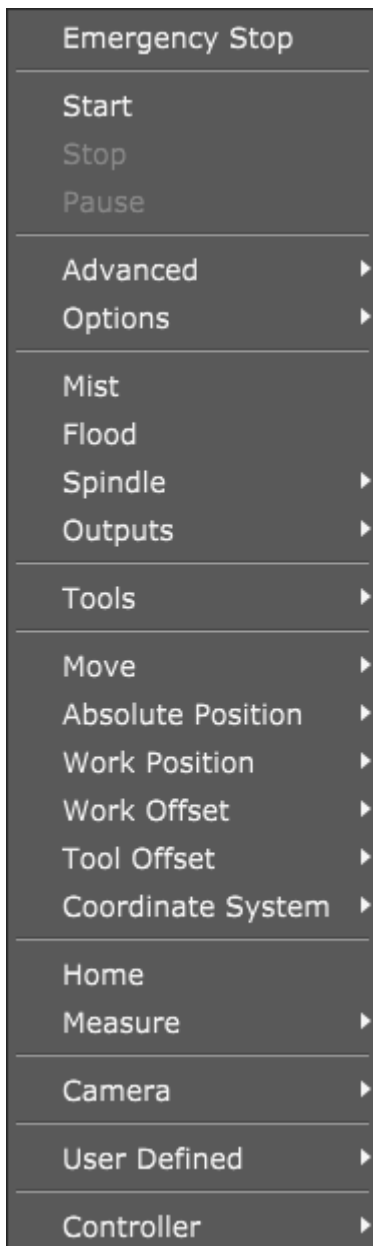 Emergency Stop
Start
Stop
Pause
Advanced
Options
Mist
Flood
Spindle
Outputs
Tools
Move
Absolute Position
Work Position
Work Offset
Tool Offset
Coordinate System
Home
Measure
Camera
User Defined
Controller